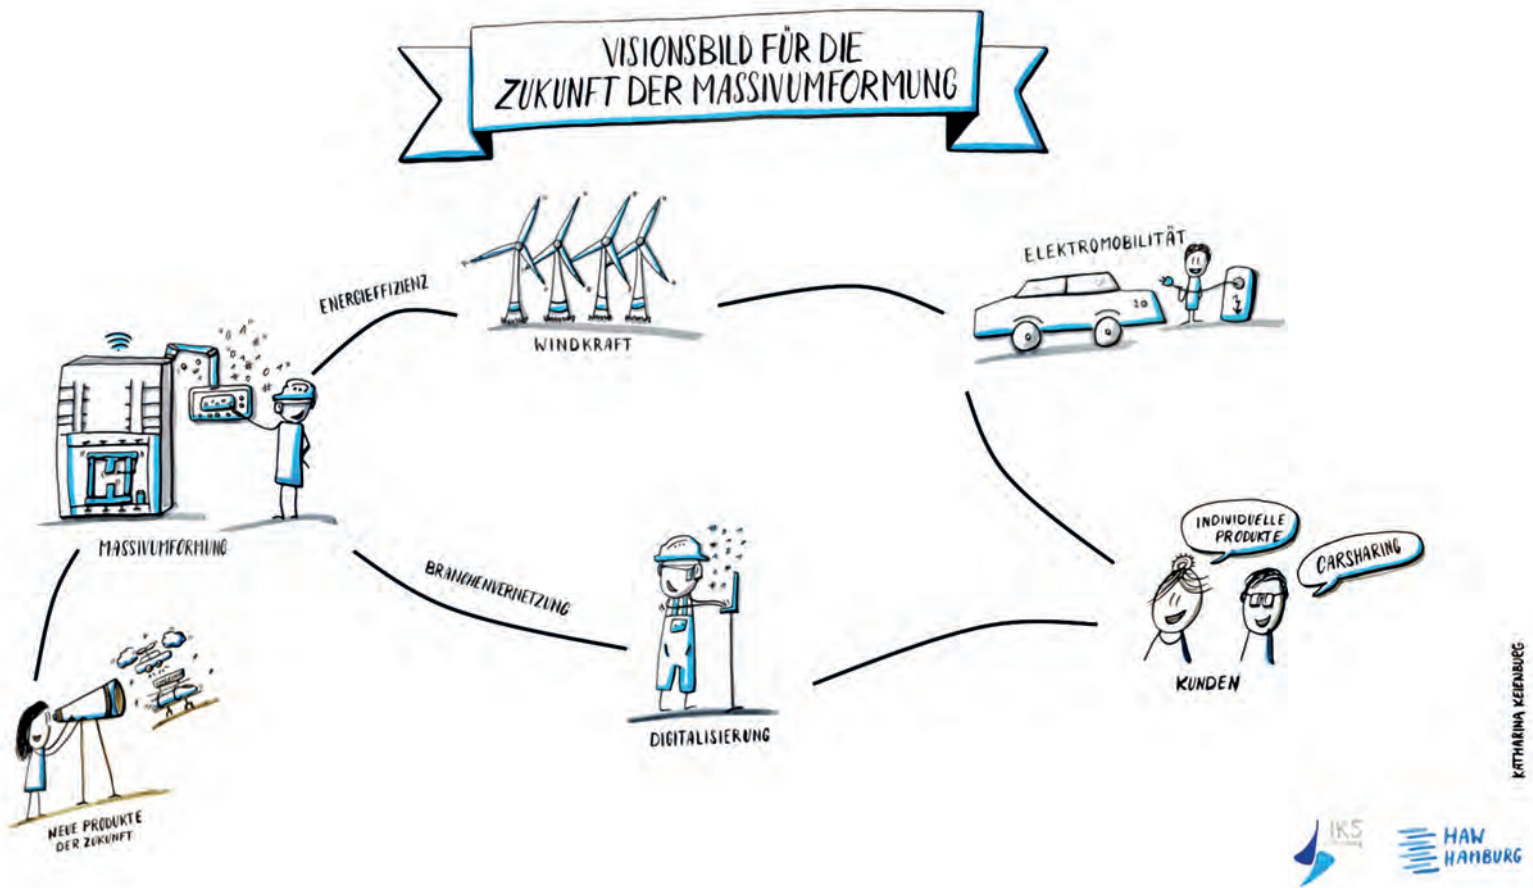 VISIONSBILD FÜR DIE
ZUKUNFT DER MASSIVUMFORMUNG
ENERGIEFFIZIENZ
WINDKRAFT
ELEKTROMOBILITÄT
MASSIVUMFORMUNG
BRANCHENVERNETZUNG
INDIVIDUELLE
PRODUKTE
CARSHARING
KUNDEN
DIGITALISIERUNG
NEUE PRODUKTE
DER ZUKUNFT
KATHARINA KEIENBURG
IKS
HAW
HAMBURG